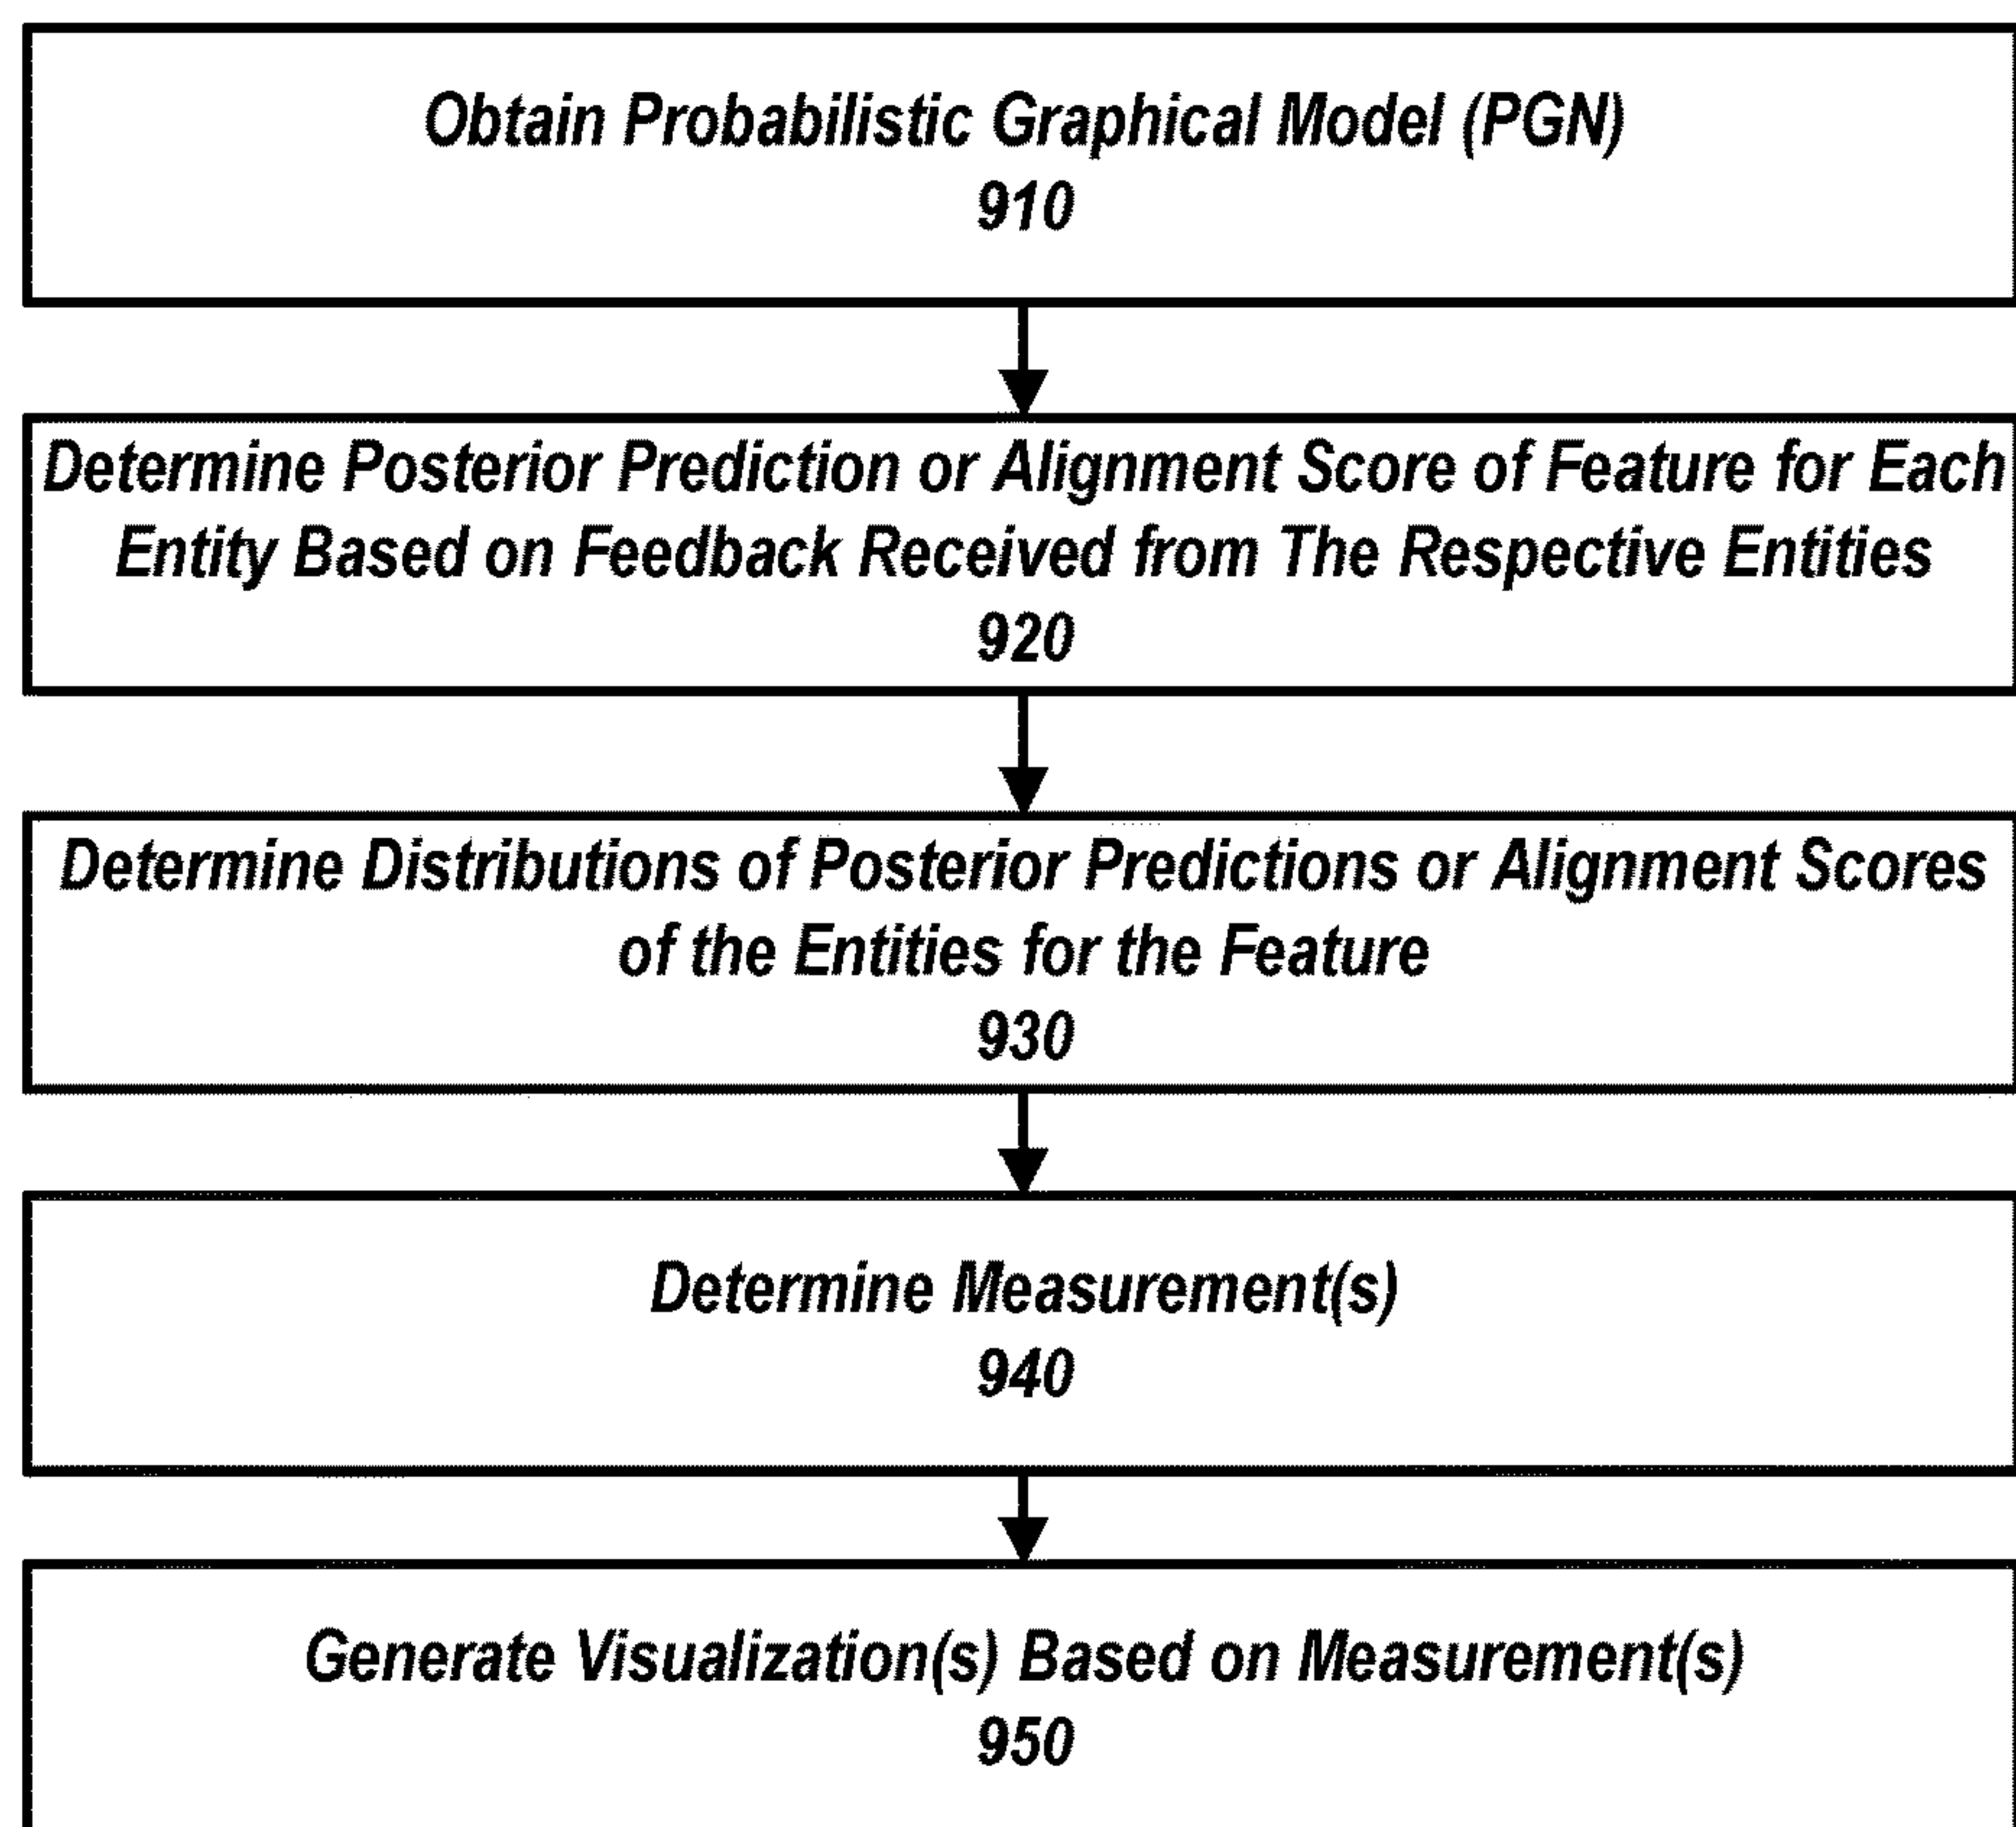 Obtain Probabilistic Graphical Model (PGN)
910
Determine Posterior Prediction or Alignment Score of Feature for Each
Entity Based on Feedback Received from The Respective Entities
920
Determine Distributions of Posterior Predictions or Alignment Scores
of the Entities for the Feature
930
Determine Measurement(s)
940
Generate Visualization(s) Based on Measurement(s)
950